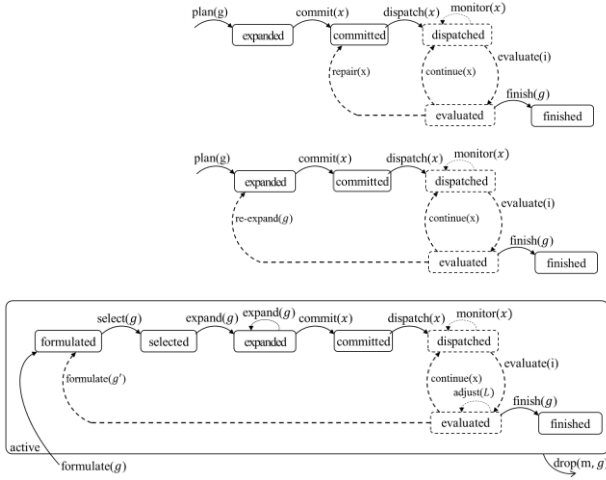 plan(g) commit(x) dispatch(x) monitor(x)
expanded committed dispatched
repair(x) continue(x) evaluate(i)
finish(g)
evaluated finished
plan(g) commit(x) dispatch(x) monitor(x)
expanded committed dispatched
re-expand(g) continue(x) evaluate(i)
finish(g)
evaluated finished
select(g) expand(g) expand(g) commit(x) dispatch(x) monitor(x)
formulated selected expanded committed dispatched
formulate(g′) continue(x) evaluate(i)
adjust(L) finish(g)
evaluated finished
active
formulate(g) drop(m, g)